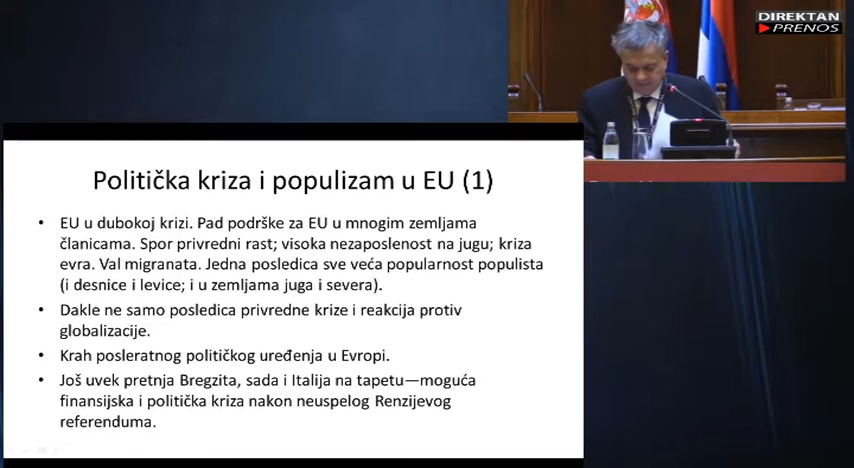 DIREKTAN
PRENOS
Politička kriza i populizam u EU (1)
• EU u dubokoj krizi. Pad podrške za EU u mnogim zemljama
članicama. Spor privredni rast; visoka nezaposlenost na jugu; kriza
evra. Val migranata. Jedna posledica sve veća popularnost populista
(i desnice i levice; i u zemljama juga i severa).
• Dakle ne samo posledica privredne krize i reakcija protiv
globalizacije.
• Krah posleratnog političkog uređenja u Evropi.
• Još uvek pretnja Bregzita, sada i Italija na tapetu—moguća
finansijska i politička kriza nakon neuspelog Renzijevog
referenduma.